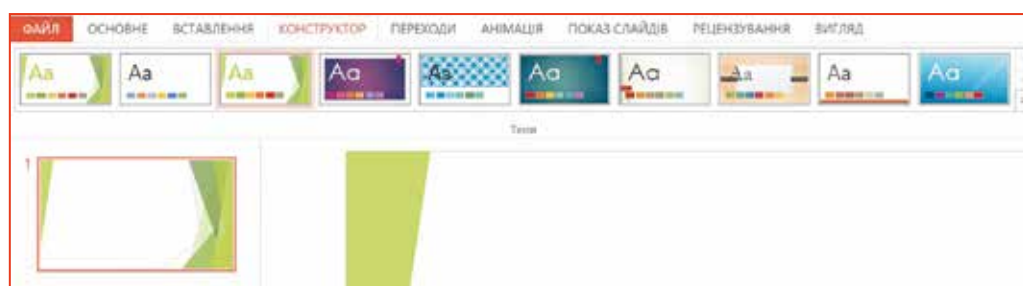 ФАЙЛ ОСНОВНЕ ВСТАВЛЕННЯ КОНСТРУКТОР ПЕРЕХОДИ АНІМАЦІЯ ПОКАЗ СЛАЙДІВ РЕЦЕНЗУВАННЯ ВИГЛЯД
Aa Aa Aa Aa Aa Aa Aa Aa Aa Aa
Теми
1